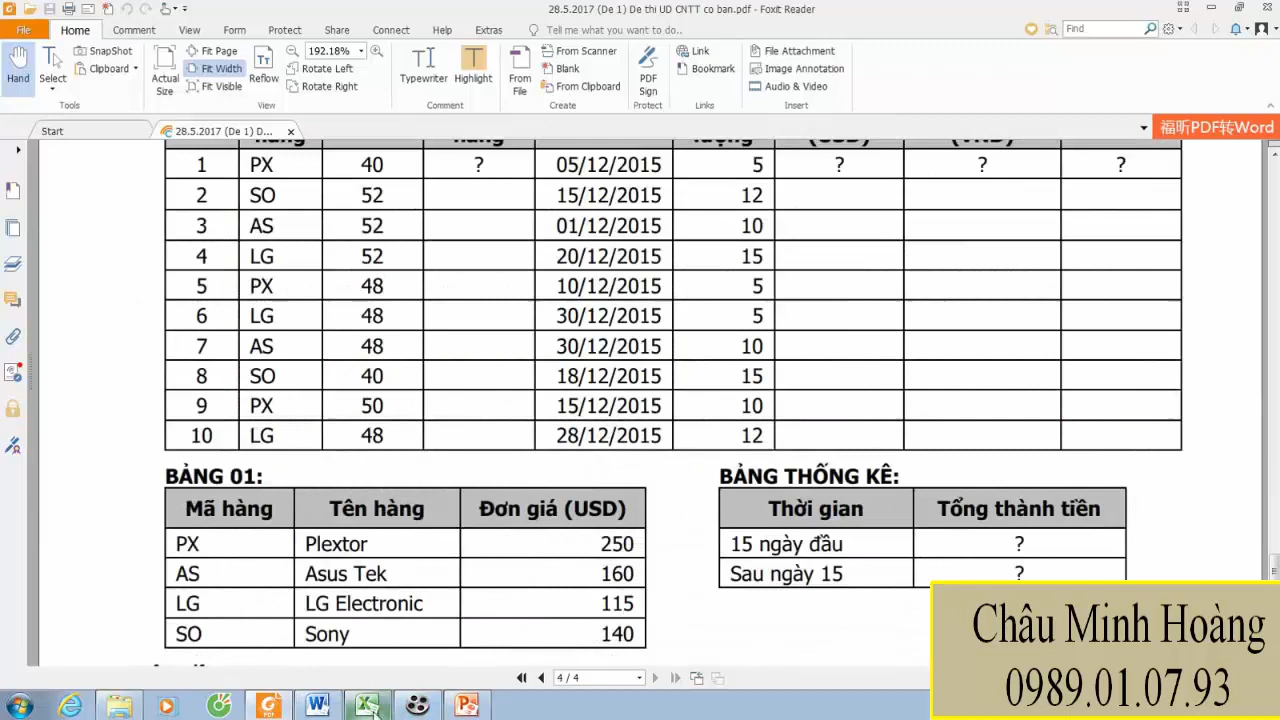 28.5.2017 (De 1) De thi UD CNTT co ban.pdf - Foxit Reader
File Home Comment View Form Protect Share Connect Help Extras Tell me what you want to do.. Find
SnapShot Fit Page 192.18% From Scanner Link File Attachment
Hand Select Clipboard Actual Size Fit Width Reflow Rotate Left Typewriter Highlight From File Blank PDF Sign Bookmark Image Annotation
Fit Visible Rotate Right From Clipboard Audio & Video
Tools View Comment Create Protect Links Insert
Start 28.5.2017 (De 1) D... 福昕PDF转Word
hàng hàng lượng (USD) (VND)
1 PX 40 ? 05/12/2015 5 ? ? ?
2 SO 52 15/12/2015 12
3 AS 52 01/12/2015 10
4 LG 52 20/12/2015 15
5 PX 48 10/12/2015 5
6 LG 48 30/12/2015 5
7 AS 48 30/12/2015 10
8 SO 40 18/12/2015 15
9 PX 50 15/12/2015 10
10 LG 48 28/12/2015 12
BẢNG 01:
Mã hàng Tên hàng Đơn giá (USD)
PX Plextor 250
AS Asus Tek 160
LG LG Electronic 115
SO Sony 140
BẢNG THỐNG KÊ:
Thời gian Tổng thành tiền
15 ngày đầu ?
Sau ngày 15 ?
Châu Minh Hoàng
0989.01.07.93
4 / 4